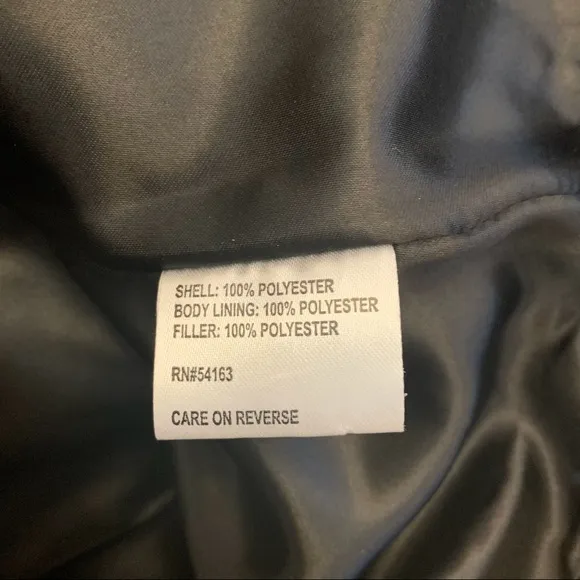 SHELL: 100% POLYESTER
BODY LINING: 100% POLYESTER
FILLER: 100% POLYESTER
RN#54163
CARE ON REVERSE